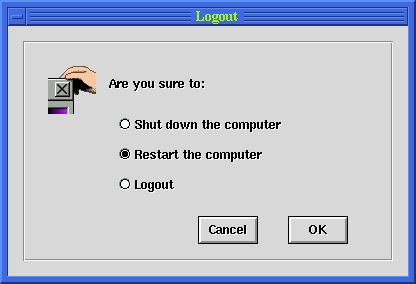 Logout
Are you sure to:
Shut down the computer
Restart the computer
Logout
Cancel OK